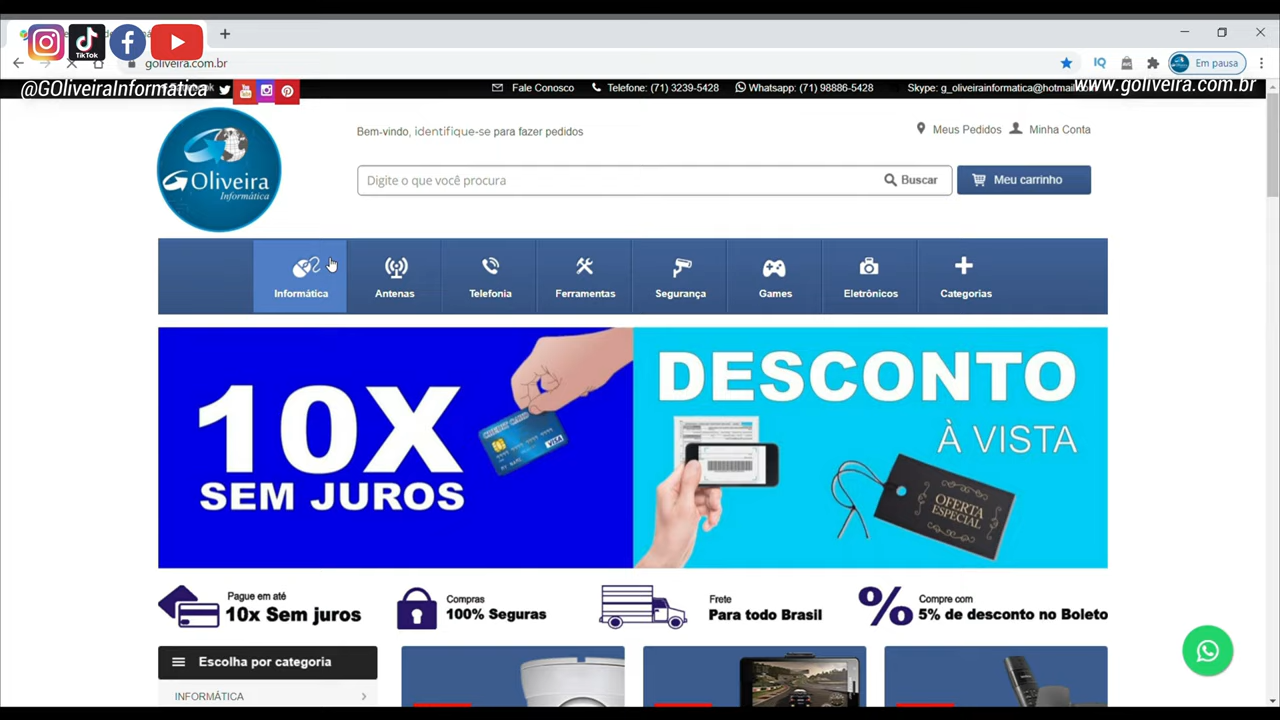 TikTok
Em pausa
goliveira.com.br
@GOliveiraInformatica
You Tube
Fale Conosco
Telefone: (71) 3239-5428
Whatsapp: (71) 98886-5428
Skype: g_oliveirainformatica@hotmail
www.goliveira.com.br
Bem-vindo, identifique-se para fazer pedidos
Meus Pedidos
Minha Conta
GOliveira
Informática
Digite o que você procura
Buscar
Meu carrinho
Informática
Antenas
Telefonia
Ferramentas
Segurança
Games
Eletrônicos
Categorias
10X
SEM JUROS
VISA
DESCONTO
À VISTA
OFERTA
ESPECIAL
Pague em até
10x Sem juros
Compras
100% Seguras
Frete
Para todo Brasil
Compre com
5% de desconto no Boleto
Escolha por categoria
INFORMÁTICA